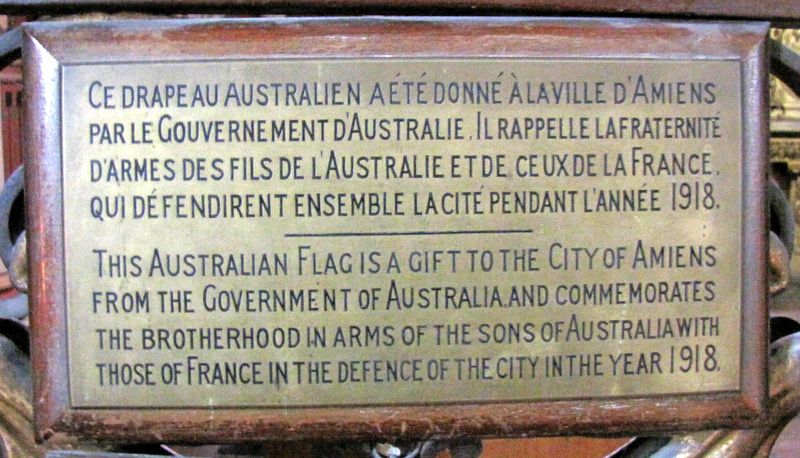 CE DRAPEAU AUSTRALIEN A ÉTÉ DONNÉ À LA VILLE D'AMIENS
PAR LE GOUVERNEMENT D'AUSTRALIE. IL RAPPELLE LA FRATERNITÉ
D'ARMES DES FILS DE L'AUSTRALIE ET DE CEUX DE LA FRANCE,
QUI DÉFENDIRENT ENSEMBLE LA CITÉ PENDANT L'ANNÉE 1918.
THIS AUSTRALIAN FLAG IS A GIFT TO THE CITY OF AMIENS
FROM THE GOVERNMENT OF AUSTRALIA, AND COMMEMORATES
THE BROTHERHOOD IN ARMS OF THE SONS OF AUSTRALIA WITH
THOSE OF FRANCE IN THE DEFENCE OF THE CITY IN THE YEAR 1918.